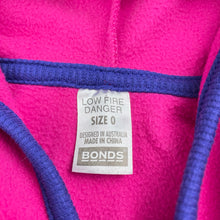 LOW FIRE
DANGER
SIZE 0
DESIGNED IN AUSTRALIA
MADE IN CHINA
BONDS